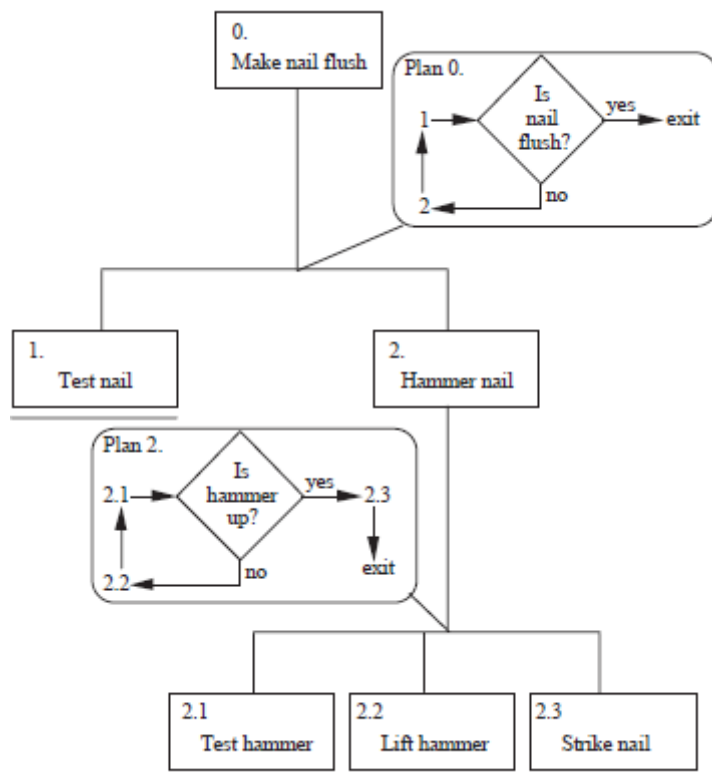 0.
Make nail flush
Plan 0.
Is
nail
flush?
1
yes
exit
no
2
1.
Test nail
2.
Hammer nail
Plan 2.
Is
hammer
up?
2.1
yes
2.3
no
exit
2.2
2.1
Test hammer
2.2
Lift hammer
2.3
Strike nail